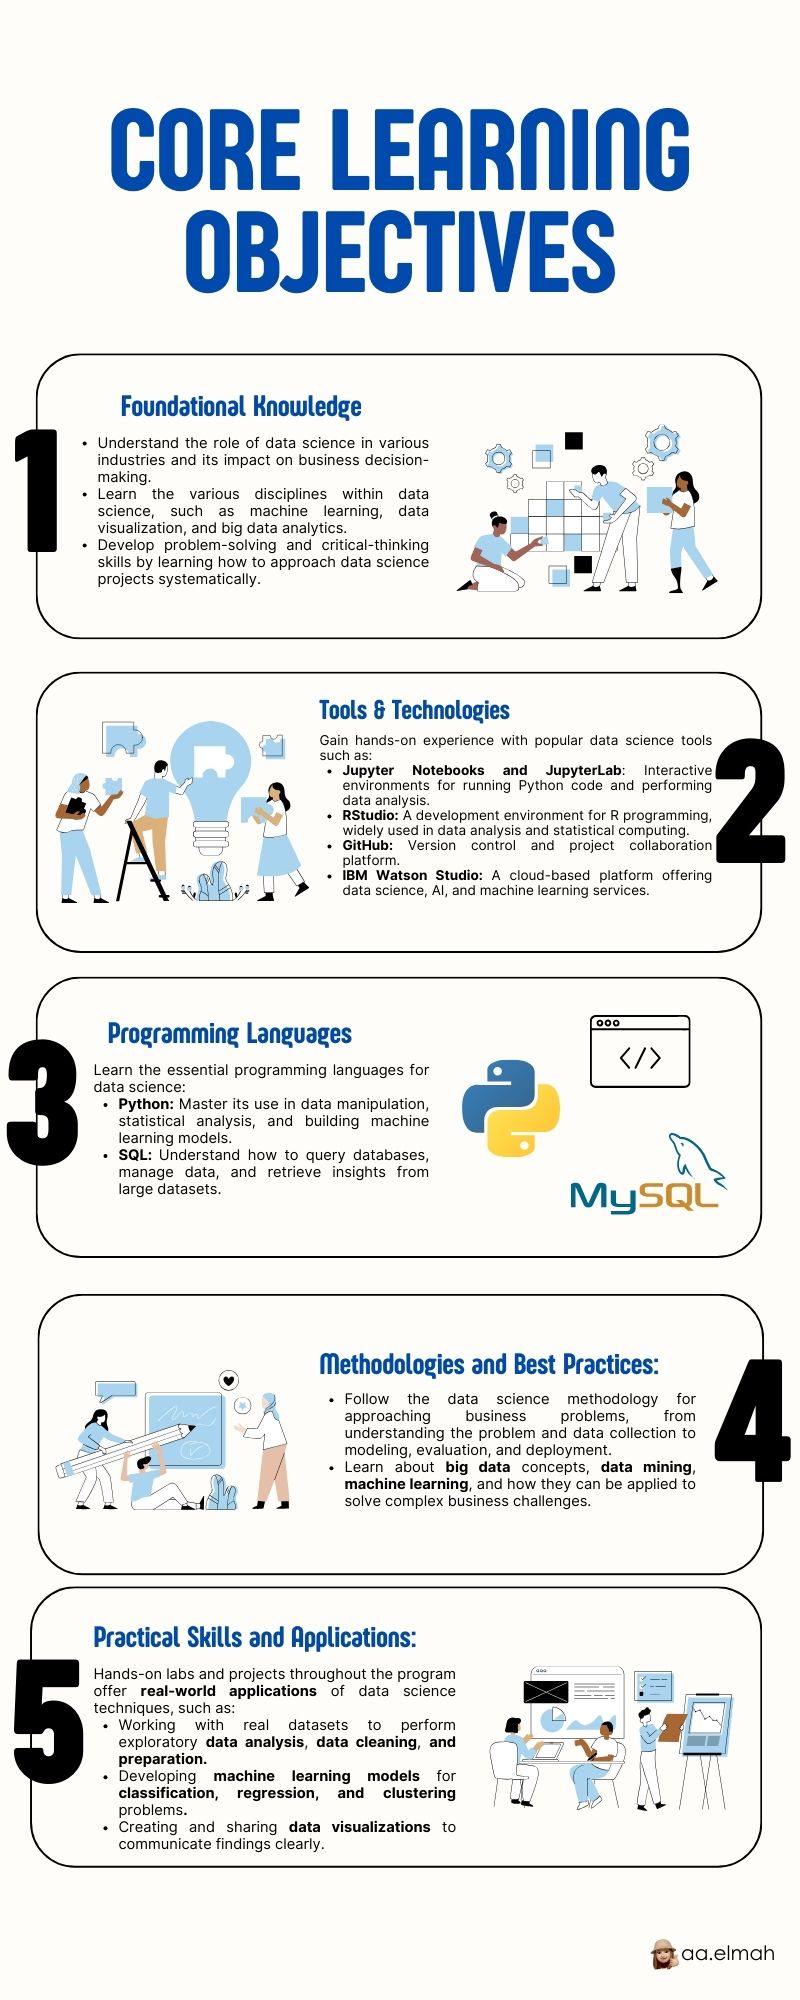 CORE LEARNING
OBJECTIVES
1
Foundational Knowledge
• Understand the role of data science in various
industries and its impact on business decision-
making.
• Learn the various disciplines within data
science, such as machine learning, data
visualization, and big data analytics.
• Develop problem-solving and critical-thinking
skills by learning how to approach data science
projects systematically.
2
Tools & Technologies
Gain hands-on experience with popular data science tools
such as:
• Jupyter Notebooks and JupyterLab: Interactive
environments for running Python code and performing
data analysis.
• RStudio: A development environment for R programming,
widely used in data analysis and statistical computing.
• GitHub: Version control and project collaboration
platform.
• IBM Watson Studio: A cloud-based platform offering
data science, AI, and machine learning services.
3
Programming Languages
Learn the essential programming languages for
data science:
• Python: Master its use in data manipulation,
statistical analysis, and building machine
learning models.
• SQL: Understand how to query databases,
manage data, and retrieve insights from
large datasets.
</>
MySQL
4
Methodologies and Best Practices:
• Follow the data science methodology for
approaching business problems, from
understanding the problem and data collection to
modeling, evaluation, and deployment.
• Learn about big data concepts, data mining,
machine learning, and how they can be applied to
solve complex business challenges.
5
Practical Skills and Applications:
Hands-on labs and projects throughout the program
offer real-world applications of data science
techniques, such as:
• Working with real datasets to perform
exploratory data analysis, data cleaning, and
preparation.
• Developing machine learning models for
classification, regression, and clustering
problems.
• Creating and sharing data visualizations to
communicate findings clearly.
aa.elmah